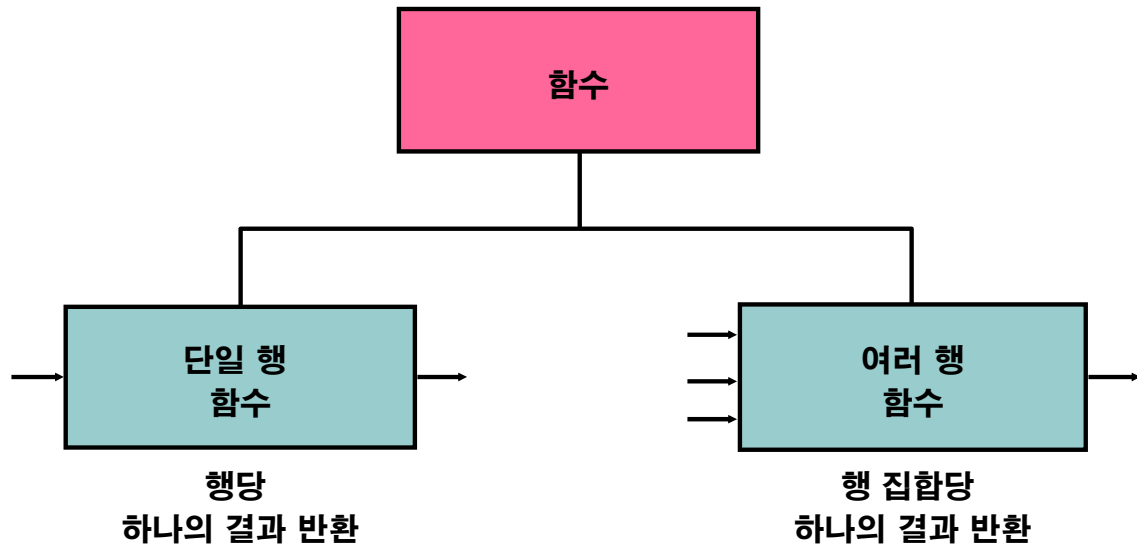 함수
단일 행
함수
여러 행
함수
행당
하나의 결과 반환
행 집합당
하나의 결과 반환